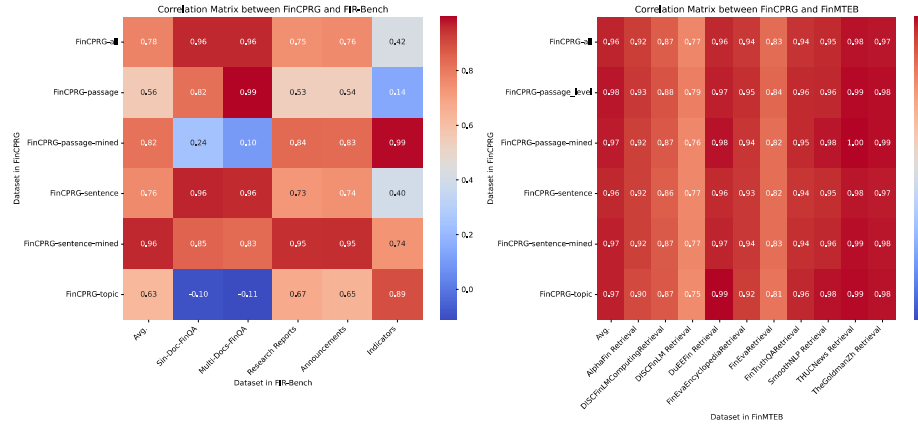 Correlation Matrix between FinCPRG and FIR-Bench
FinCPRG-all 0.78 0.96 0.96 0.75 0.76 0.42
FinCPRG-passage 0.56 0.82 0.99 0.53 0.54 0.14
FinCPRG-passage-mined 0.82 0.24 0.10 0.84 0.83 0.99
FinCPRG-sentence 0.76 0.96 0.96 0.73 0.74 0.40
FinCPRG-sentence-mined 0.96 0.85 0.83 0.95 0.95 0.74
FinCPRG-topic 0.63 -0.10 -0.11 0.67 0.65 0.89
Dataset in FinCPRG
Avg.
Sin-Doc-FinQA
Multi-Docs-FinQA
Research Reports
Announcements
Indicators
Dataset in FIR-Bench
0.8
0.6
0.4
0.2
0.0
Correlation Matrix between FinCPRG and FinMTEB
FinCPRG-all 0.96 0.92 0.87 0.77 0.96 0.94 0.83 0.94 0.95 0.98 0.97
FinCPRG-passage_level 0.98 0.93 0.88 0.79 0.97 0.95 0.84 0.96 0.96 0.99 0.98
FinCPRG-passage-mined 0.97 0.92 0.87 0.76 0.98 0.94 0.82 0.95 0.98 1.00 0.99
FinCPRG-sentence 0.96 0.92 0.86 0.77 0.96 0.93 0.82 0.94 0.95 0.98 0.97
FinCPRG-sentence-mined 0.97 0.92 0.87 0.77 0.97 0.94 0.83 0.94 0.96 0.99 0.98
FinCPRG-topic 0.97 0.90 0.87 0.75 0.99 0.92 0.81 0.96 0.98 0.99 0.98
Dataset in FinCPRG
Avg.
AlphaFin Retrieval
DISCFinLMComputingRetrieval
DISCFinLM Retrieval
DuEEFin Retrieval
FinEvaEncyclopediaRetrieval
FinEvaRetrieval
FinTruthQARetrieval
SmoothNLP Retrieval
THUCNews Retrieval
TheGoldmanZh Retrieval
Dataset in FinMTEB